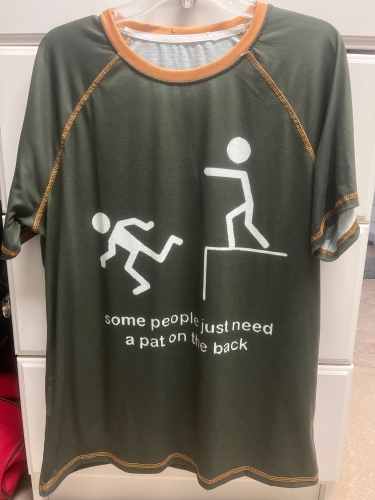 some people just need
a pat on the back